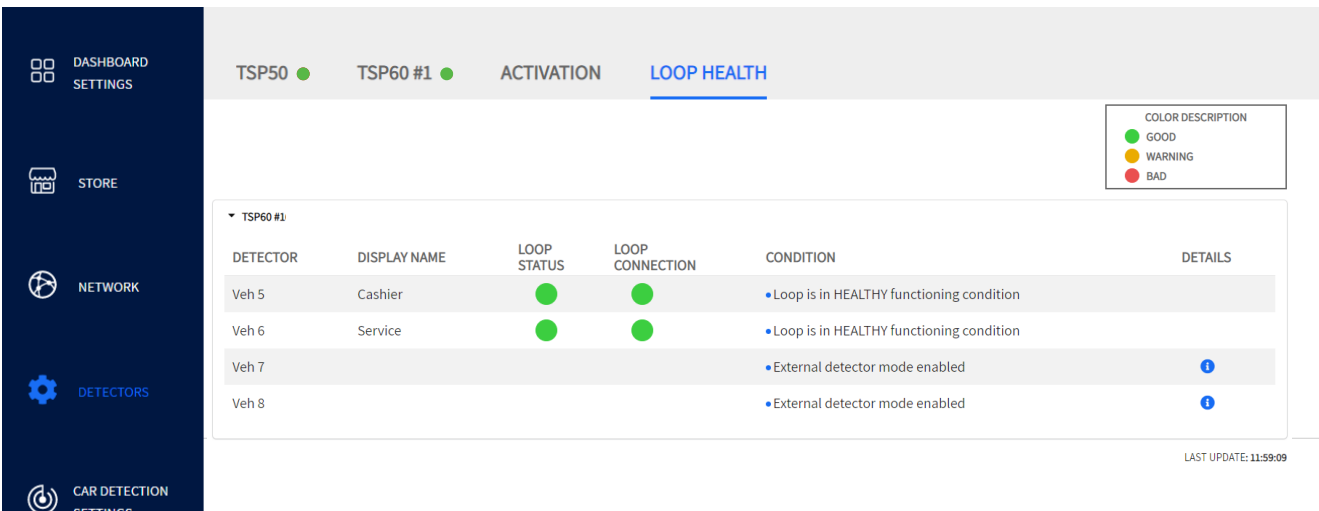 DASHBOARD
SETTINGS
STORE
NETWORK
DETECTORS
CAR DETECTION
SETTINGS
TSP50
TSP60 #1
ACTIVATION
LOOP HEALTH
COLOR DESCRIPTION
GOOD
WARNING
BAD
TSP60 #1
DETECTOR DISPLAY NAME LOOP STATUS LOOP CONNECTION CONDITION DETAILS
Veh 5 Cashier • Loop is in HEALTHY functioning condition
Veh 6 Service • Loop is in HEALTHY functioning condition
Veh 7 • External detector mode enabled
Veh 8 • External detector mode enabled
LAST UPDATE: 11:59:09